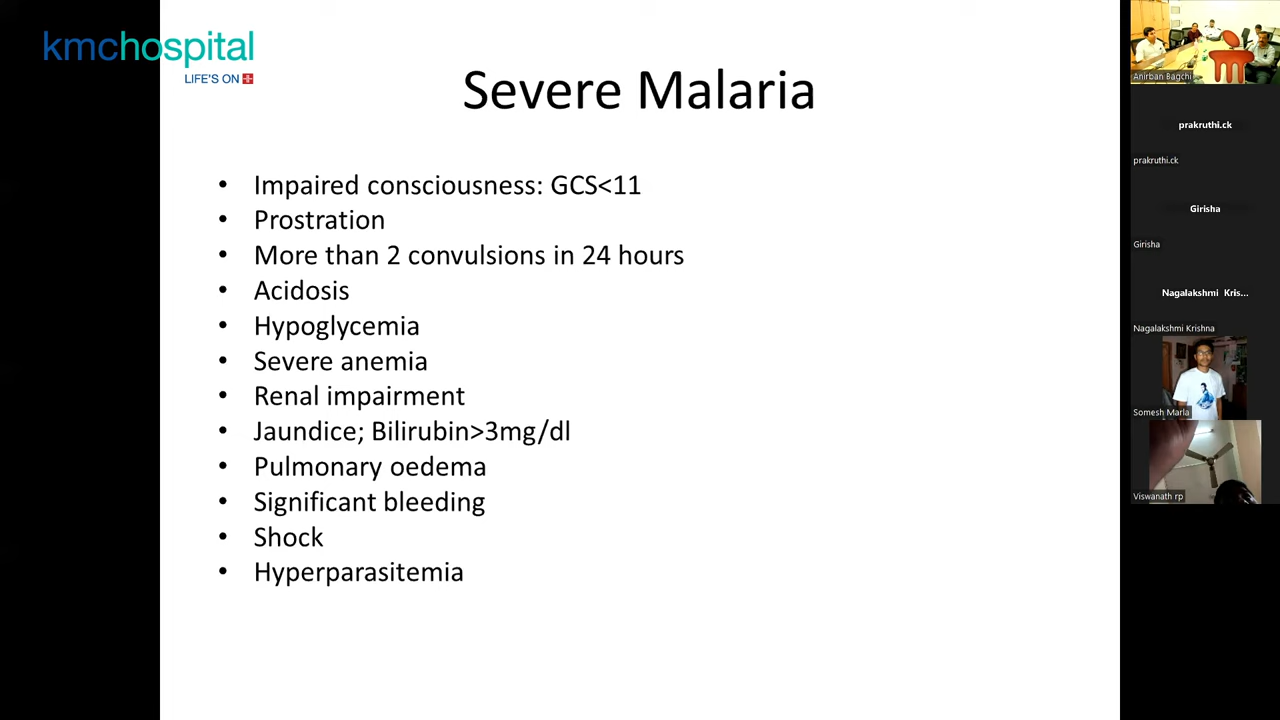 kmchospital
LIFE'S ON
Severe Malaria
• Impaired consciousness: GCS<11
• Prostration
• More than 2 convulsions in 24 hours
• Acidosis
• Hypoglycemia
• Severe anemia
• Renal impairment
• Jaundice; Bilirubin>3mg/dl
• Pulmonary oedema
• Significant bleeding
• Shock
• Hyperparasitemia
Anirban Bagchi
prakruthi.ck
prakruthi.ck
Girisha
Girisha
Nagalakshmi Kris...
Nagalakshmi Krishna
Somesh Marla
Viswanath rp